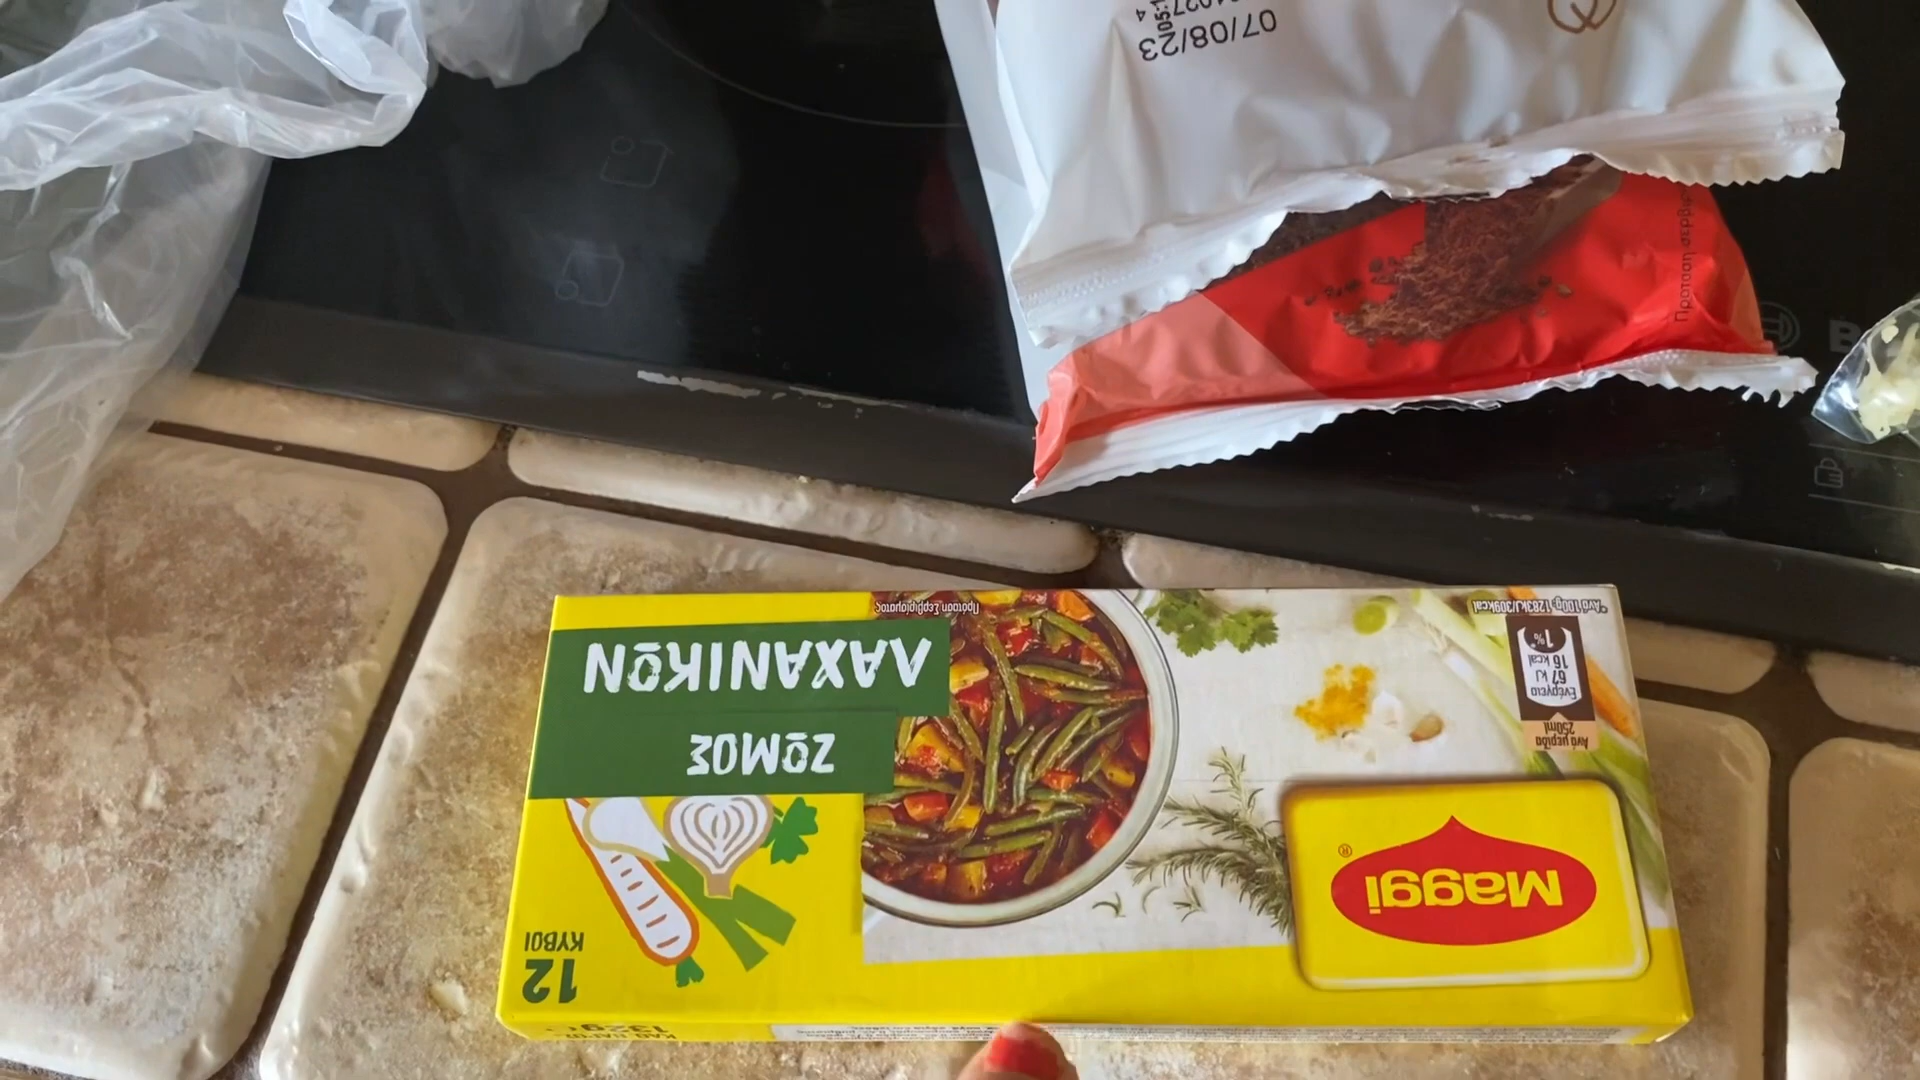 07/08/23
Πρόταση σερβιρ
Maggi
®
ΖΩΜΟΣ
ΛΑΧΑΝΙΚΩΝ
12
ΚΥΒΟΙ
Ανά μερίδα
250ml
Ενέργεια
67 kJ
16 kcal
1%*
*Ανά 100g: 1283kJ/309kcal
Πρόταση Σερβιρίσματος
132g e